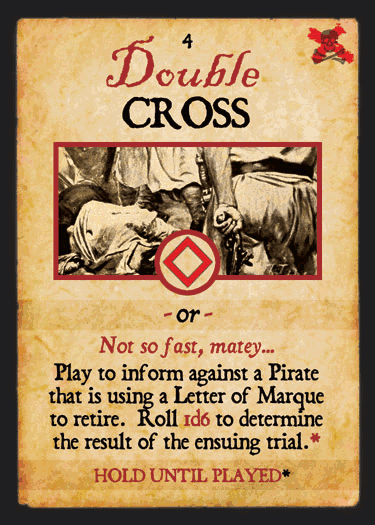 4
Double
CROSS
- or -
Not so fast, matey...
Play to inform against a Pirate
that is using a Letter of Marque
to retire. Roll 1d6 to determine
the result of the ensuing trial.*
HOLD UNTIL PLAYED*